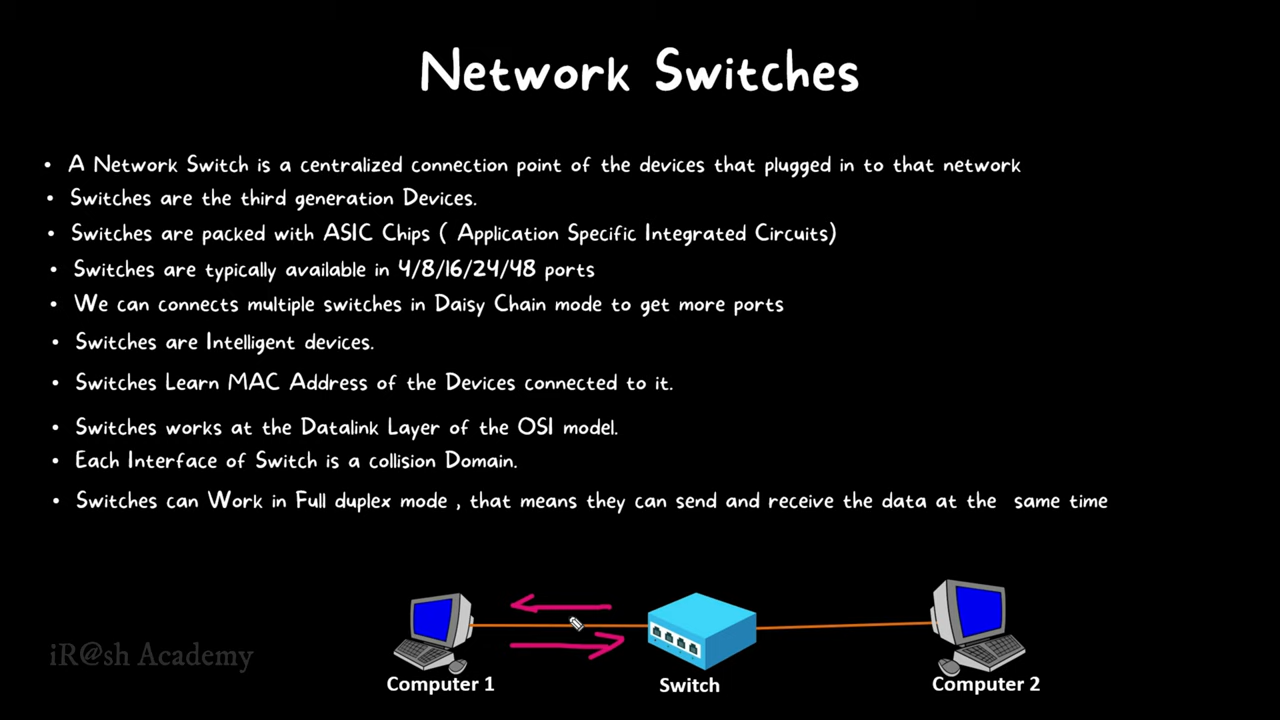 Network Switches
• A Network Switch is a centralized connection point of the devices that plugged in to that network
• Switches are the third generation Devices.
• Switches are packed with ASIC Chips ( Application Specific Integrated Circuits)
• Switches are typically available in 4/8/16/24/48 ports
• We can connects multiple switches in Daisy Chain mode to get more ports
• Switches are Intelligent devices.
• Switches Learn MAC Address of the Devices connected to it.
• Switches works at the Datalink Layer of the OSI model.
• Each Interface of Switch is a collision Domain.
• Switches can Work in Full duplex mode , that means they can send and receive the data at the same time
iR@sh Academy
Computer 1
Switch
Computer 2